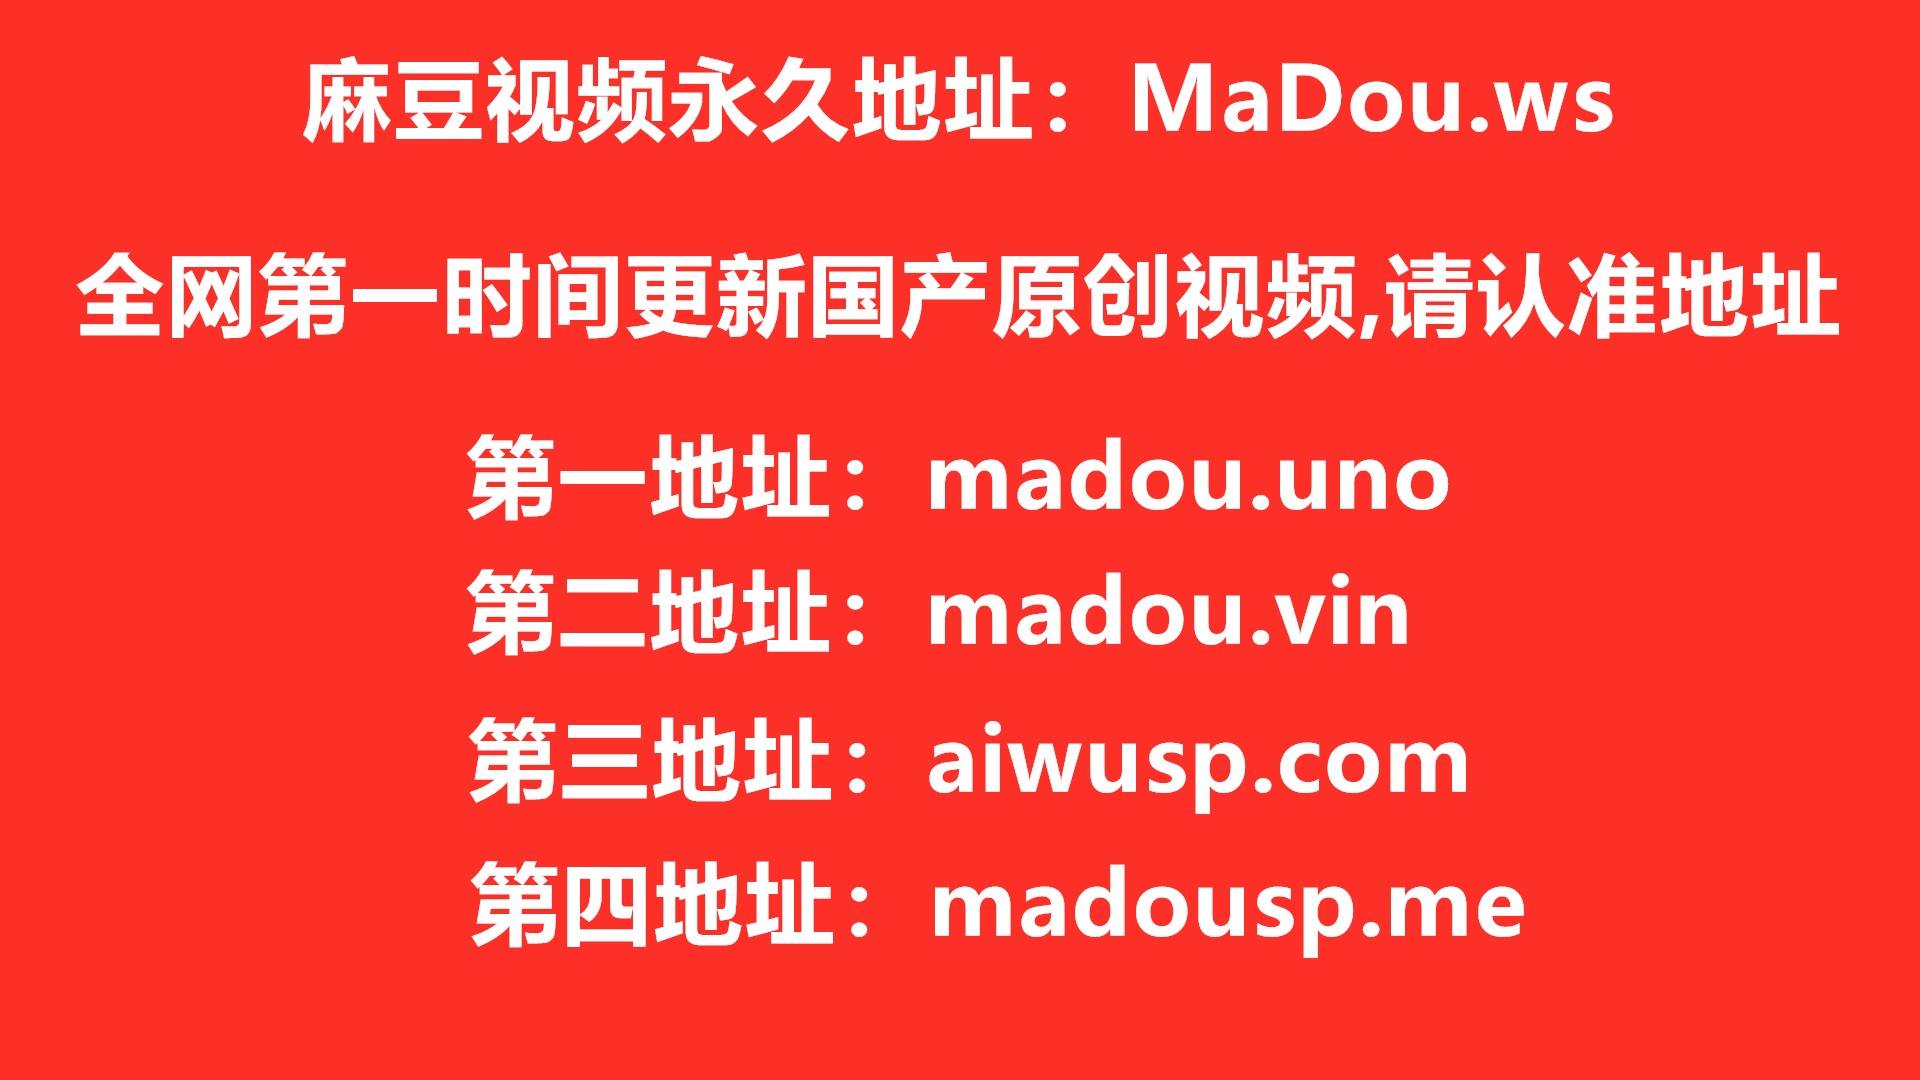 麻豆视频永久地址：MaDou.ws
全网第一时间更新国产原创视频,请认准地址
第一地址：madou.uno
第二地址：madou.vin
第三地址：aiwusp.com
第四地址：madousp.me